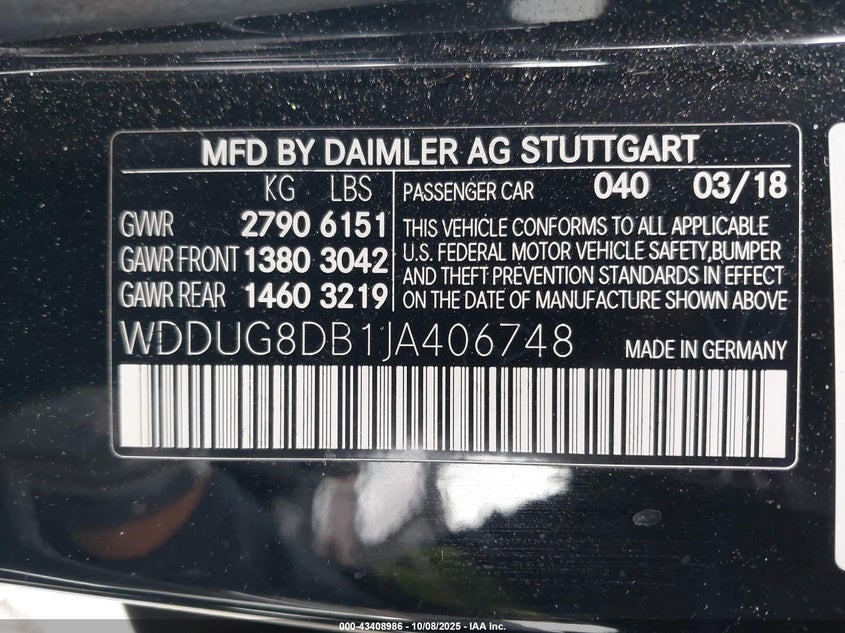 MFD BY DAIMLER AG STUTTGART
KG LBS
GVWR 2790 6151
GAWR FRONT 1380 3042
GAWR REAR 1460 3219
PASSENGER CAR 040 03/18
THIS VEHICLE CONFORMS TO ALL APPLICABLE
U.S. FEDERAL MOTOR VEHICLE SAFETY,BUMPER
AND THEFT PREVENTION STANDARDS IN EFFECT
ON THE DATE OF MANUFACTURE SHOWN ABOVE
WDDUG8DB1JA406748 MADE IN GERMANY
000-43408986 - 10/08/2025 - IAA Inc.